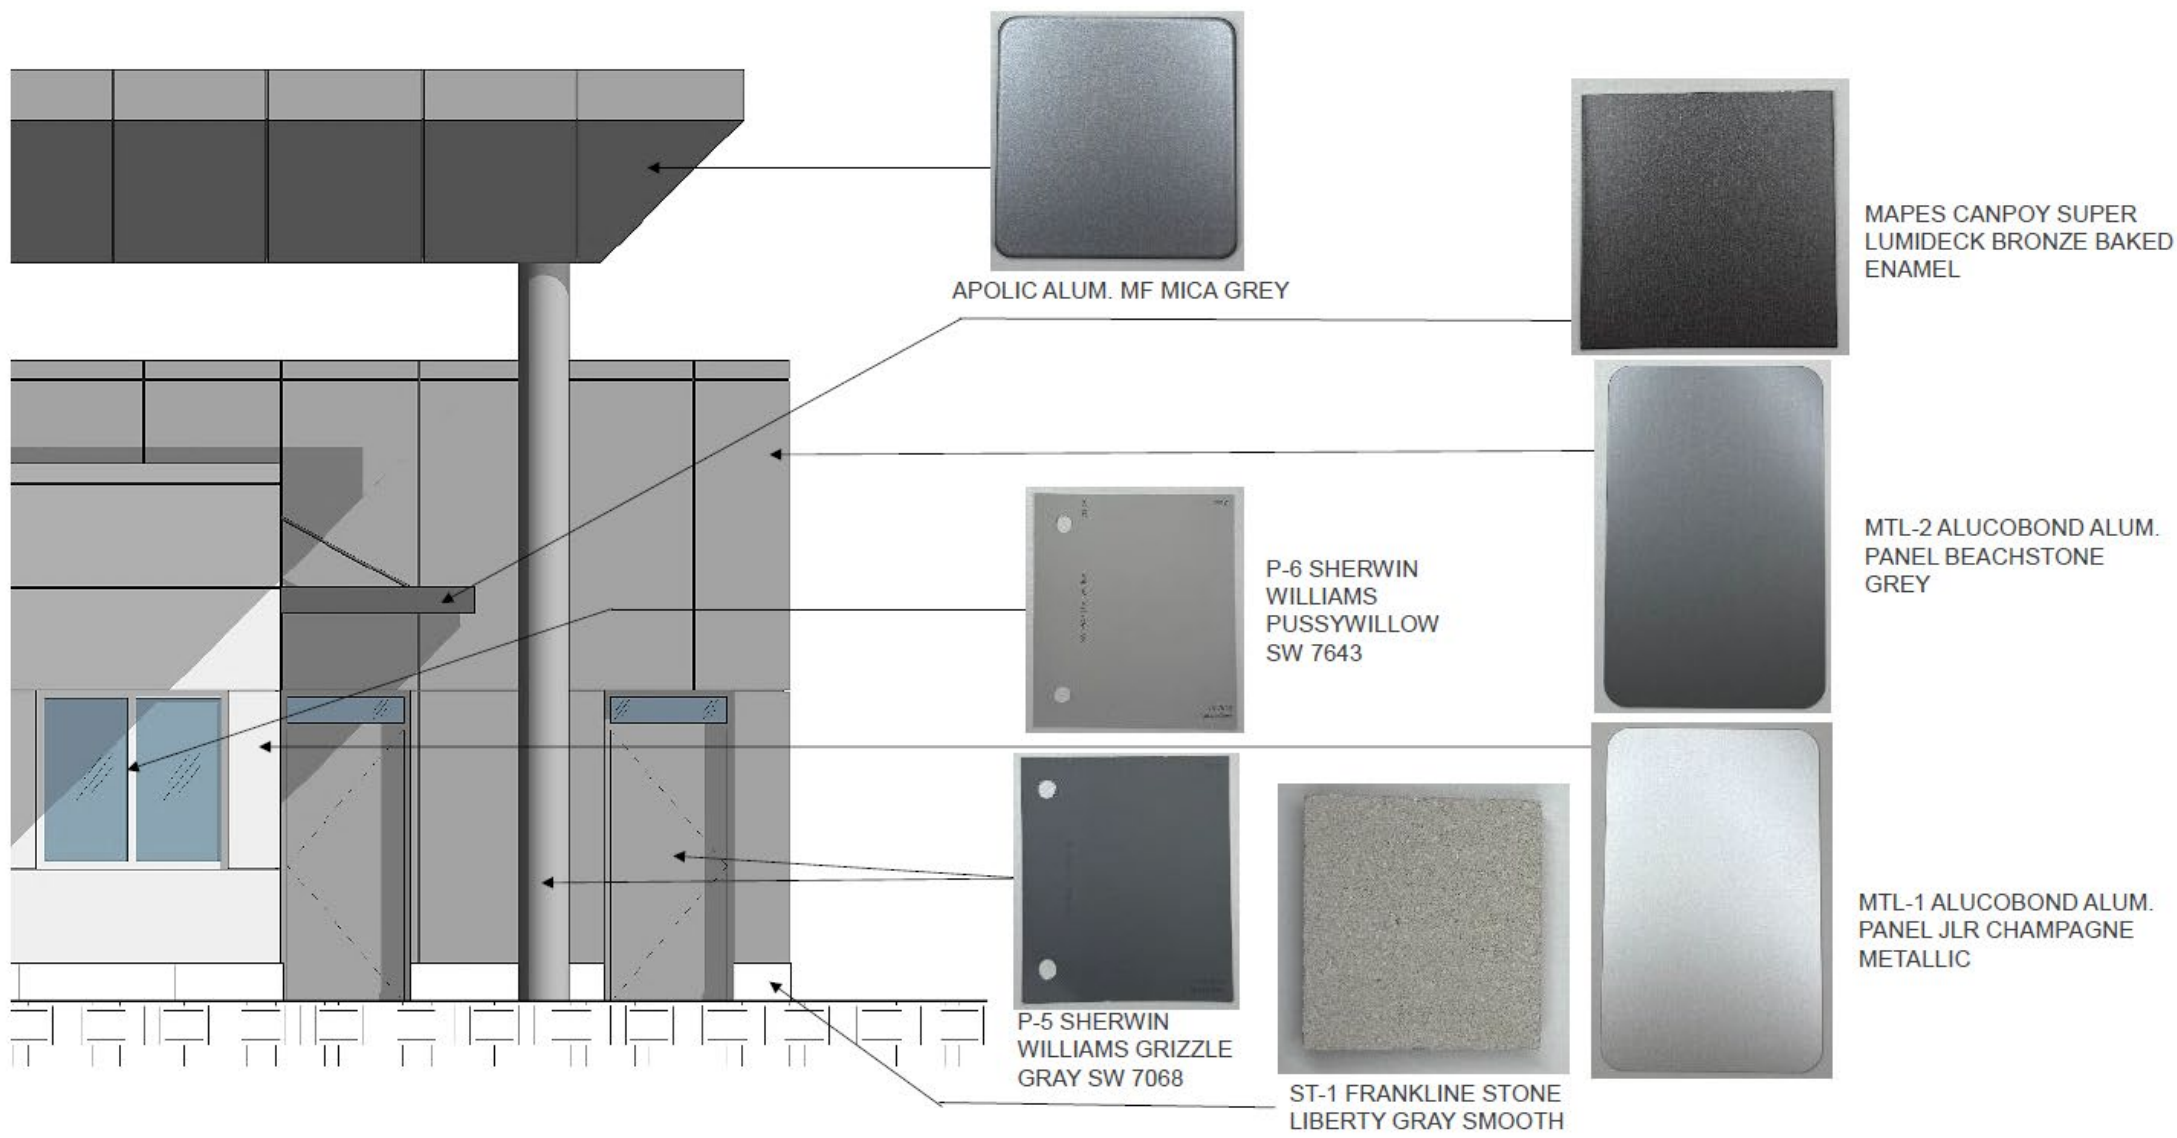 APOLIC ALUM. MF MICA GREY
MAPES CANPOY SUPER
LUMIDECK BRONZE BAKED
ENAMEL
P-6 SHERWIN
WILLIAMS
PUSSYWILLOW
SW 7643
MTL-2 ALUCOBOND ALUM.
PANEL BEACHSTONE
GREY
P-5 SHERWIN
WILLIAMS GRIZZLE
GRAY SW 7068
ST-1 FRANKLINE STONE
LIBERTY GRAY SMOOTH
MTL-1 ALUCOBOND ALUM.
PANEL JLR CHAMPAGNE
METALLIC